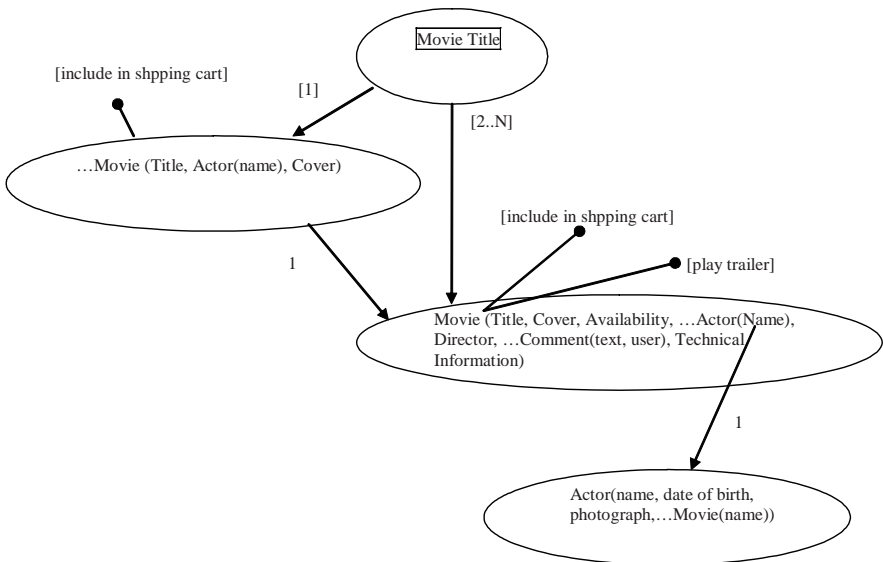 Movie Title
[include in shpping cart]
[1]
[2..N]
…Movie (Title, Actor(name), Cover)
[include in shpping cart]
1
[play trailer]
Movie (Title, Cover, Availability, …Actor(Name),
Director, …Comment(text, user), Technical
Information)
1
Actor(name, date of birth,
photograph,…Movie(name))